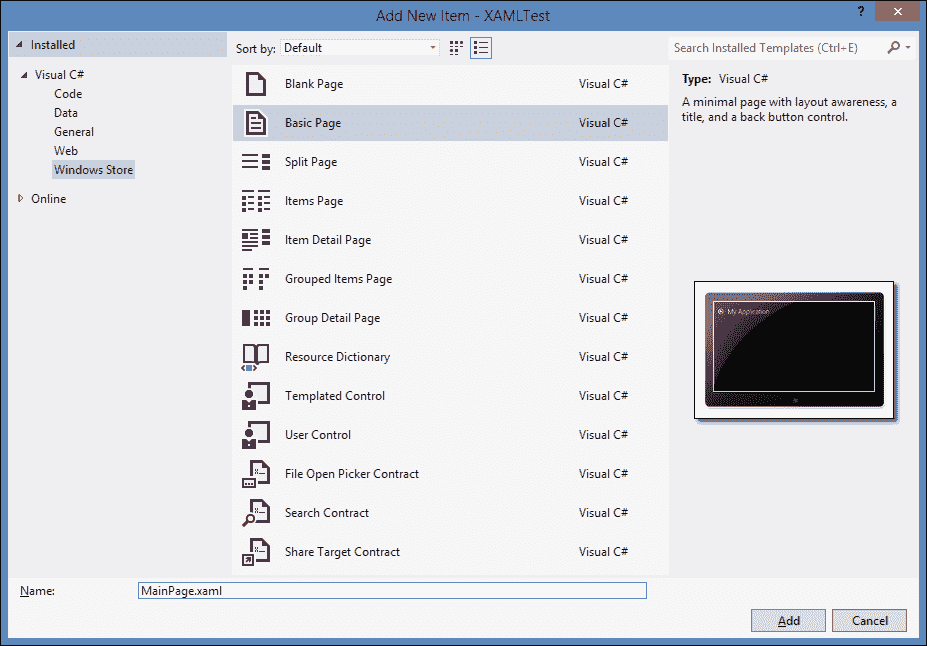 Add New Item - XAMLTest
? ×
Installed
Sort by: Default
Search Installed Templates (Ctrl+E)
Visual C#
Code
Data
General
Web
Windows Store
Online
Blank Page Visual C#
Basic Page Visual C#
Split Page Visual C#
Items Page Visual C#
Item Detail Page Visual C#
Grouped Items Page Visual C#
Group Detail Page Visual C#
Resource Dictionary Visual C#
Templated Control Visual C#
User Control Visual C#
File Open Picker Contract Visual C#
Search Contract Visual C#
Share Target Contract Visual C#
Type: Visual C#
A minimal page with layout awareness, a
title, and a back button control.
My Application
Name: MainPage.xaml
Add Cancel